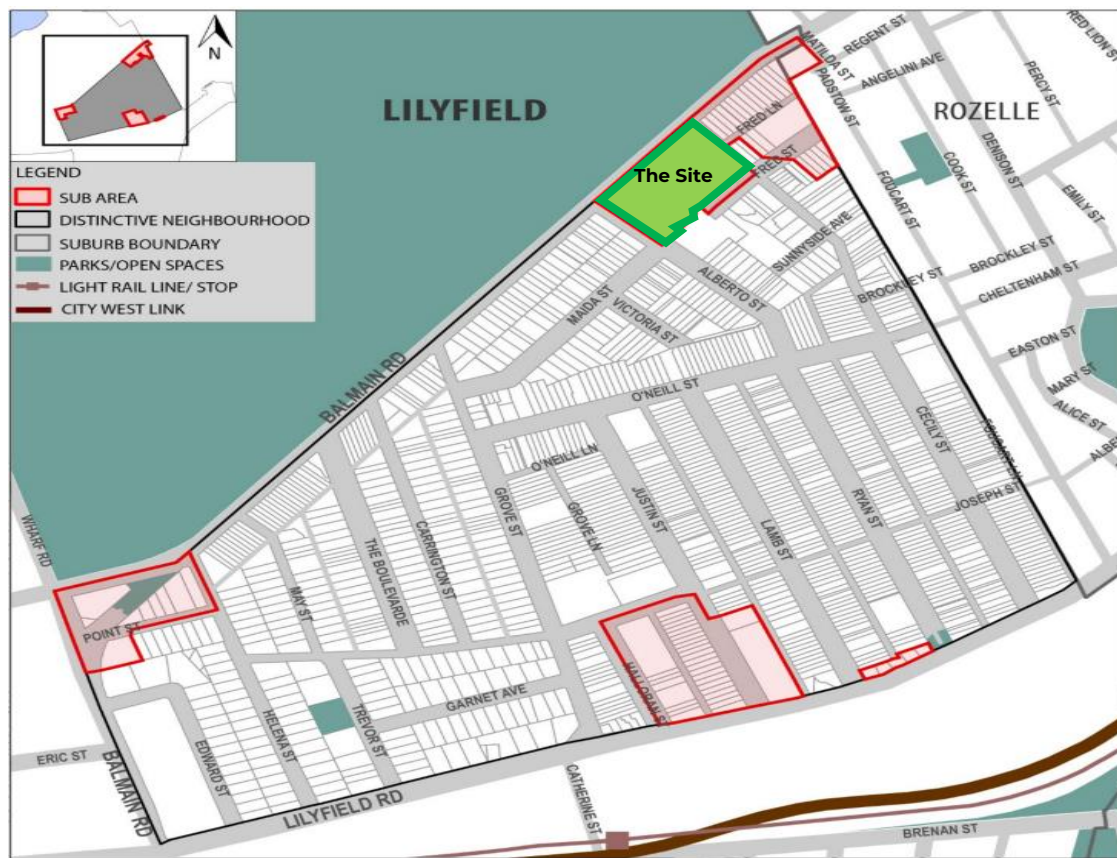 N
LEGEND
SUB AREA
DISTINCTIVE NEIGHBOURHOOD
SUBURB BOUNDARY
PARKS/OPEN SPACES
LIGHT RAIL LINE/ STOP
CITY WEST LINK
LILYFIELD
ROZELLE
The Site
MATILDA ST
REGENT ST
RED LION ST
PADSTOW ST
ANGELINI AVE
PERCY ST
FRED LN
FRED ST
DENISON ST
COOK ST
FOUCART ST
EMILY ST
SUNNYSIDE AVE
BROCKLEY ST
BROCKLEY ST
CHELTENHAM ST
ALBERTO ST
MAIDA ST
VICTORIA ST
EASTON ST
MARY ST
ALICE ST
BALMAIN RD
O'NEILL ST
O'NEILL LN
CECILY ST
JOSEPH ST
WHARF RD
GROVE ST
GROVE LN
JUSTIN ST
LAMB ST
RYAN ST
CARRINGTON ST
THE BOULEVARDE
MAY ST
POINT ST
HALLORAN ST
GARNET AVE
TREVOR ST
HELENA ST
EDWARD ST
ERIC ST
BALMAIN RD
LILYFIELD RD
CATHERINE ST
BRENAN ST